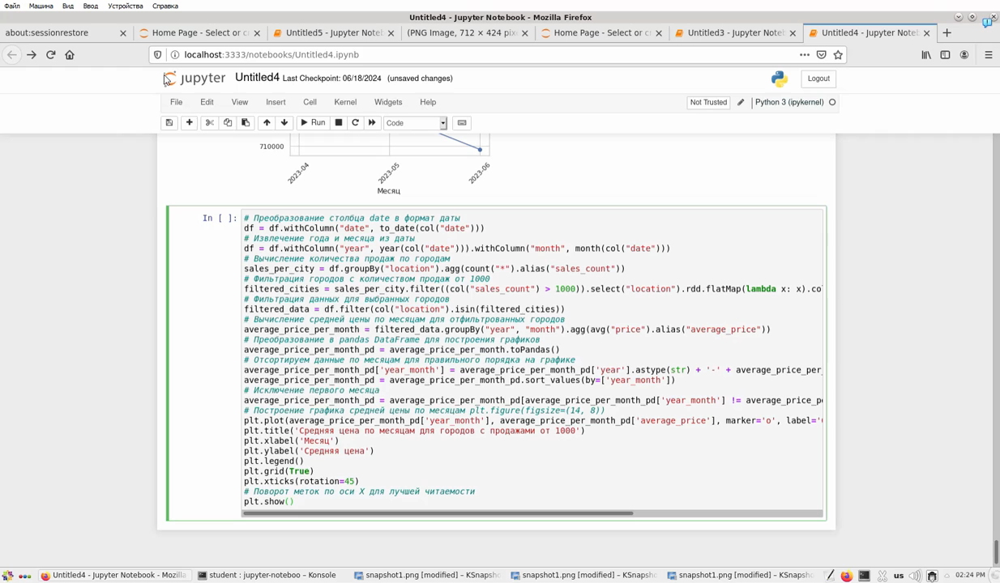 Файл Машина Вид Ввод Устройства Справка
Untitled4 - Jupyter Notebook - Mozilla Firefox
about:sessionrestore Home Page - Select or c Untitled5 - Jupyter Noteb (PNG Image, 712 × 424 pixe Home Page - Select or c Untitled3 - Jupyter Noteb Untitled4 - Jupyter Noteb
localhost:3333/notebooks/Untitled4.ipynb
jupyter Untitled4 Last Checkpoint: 06/18/2024 (unsaved changes) Logout
File Edit View Insert Cell Kernel Widgets Help Not Trusted Python 3 (ipykernel)
Run Code
710000
2023-04 2023-05 2023-06
Месяц
In [ ]:
# Преобразование столбца date в формат даты
df = df.withColumn("date", to_date(col("date")))
# Извлечение года и месяца из даты
df = df.withColumn("year", year(col("date"))).withColumn("month", month(col("date")))
# Вычисление количества продаж по городам
sales_per_city = df.groupBy("location").agg(count("*").alias("sales_count"))
# Фильтрация городов с количеством продаж от 1000
filtered_cities = sales_per_city.filter((col("sales_count") > 1000)).select("location").rdd.flatMap(lambda x: x).co
# Фильтрация данных для выбранных городов
filtered_data = df.filter(col("location").isin(filtered_cities))
# Вычисление средней цены по месяцам для отфильтрованных городов
average_price_per_month = filtered_data.groupBy("year", "month").agg(avg("price").alias("average_price"))
# Преобразование в pandas DataFrame для построения графиков
average_price_per_month_pd = average_price_per_month.toPandas()
# Отсортируем данные по месяцам для правильного порядка на графике
average_price_per_month_pd['year_month'] = average_price_per_month_pd['year'].astype(str) + '-' + average_price_per_
average_price_per_month_pd = average_price_per_month_pd.sort_values(by=['year_month'])
# Исключение первого месяца
average_price_per_month_pd = average_price_per_month_pd[average_price_per_month_pd['year_month'] != average_pric
# Построение графика средней цены по месяцам plt.figure(figsize=(14, 8))
plt.plot(average_price_per_month_pd['year_month'], average_price_per_month_pd['average_price'], marker='o', label='
plt.title('Средняя цена по месяцам для городов с продажами от 1000')
plt.xlabel('Месяц')
plt.ylabel('Средняя цена')
plt.legend()
plt.grid(True)
plt.xticks(rotation=45)
# Поворот меток по оси X для лучшей читаемости
plt.show()
Untitled4 - Jupyter Notebook - Mozilla student : jupyter-noteboo – Konsole snapshot1.png [modified] – KSnapsho snapshot1.png [modified] – KSnapsho snapshot1.png [modified] – KSnapsho us 02:24 PM